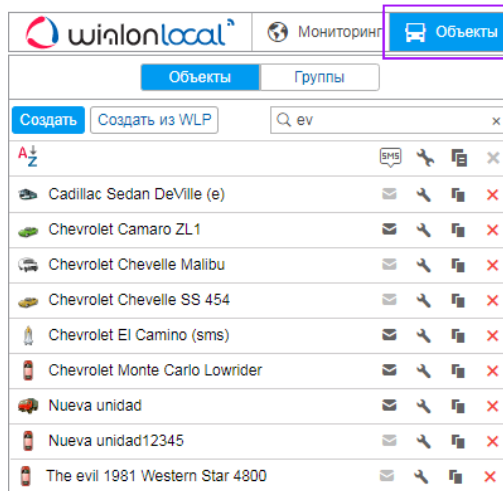 wialon local
Мониторинг
Объекты
Объекты
Группы
Создать
Создать из WLP
ev
×
A
Z
SMS
Cadillac Sedan DeVille (e)
Chevrolet Camaro ZL1
Chevrolet Chevelle Malibu
Chevrolet Chevelle SS 454
Chevrolet El Camino (sms)
Chevrolet Monte Carlo Lowrider
Nueva unidad
Nueva unidad12345
The evil 1981 Western Star 4800